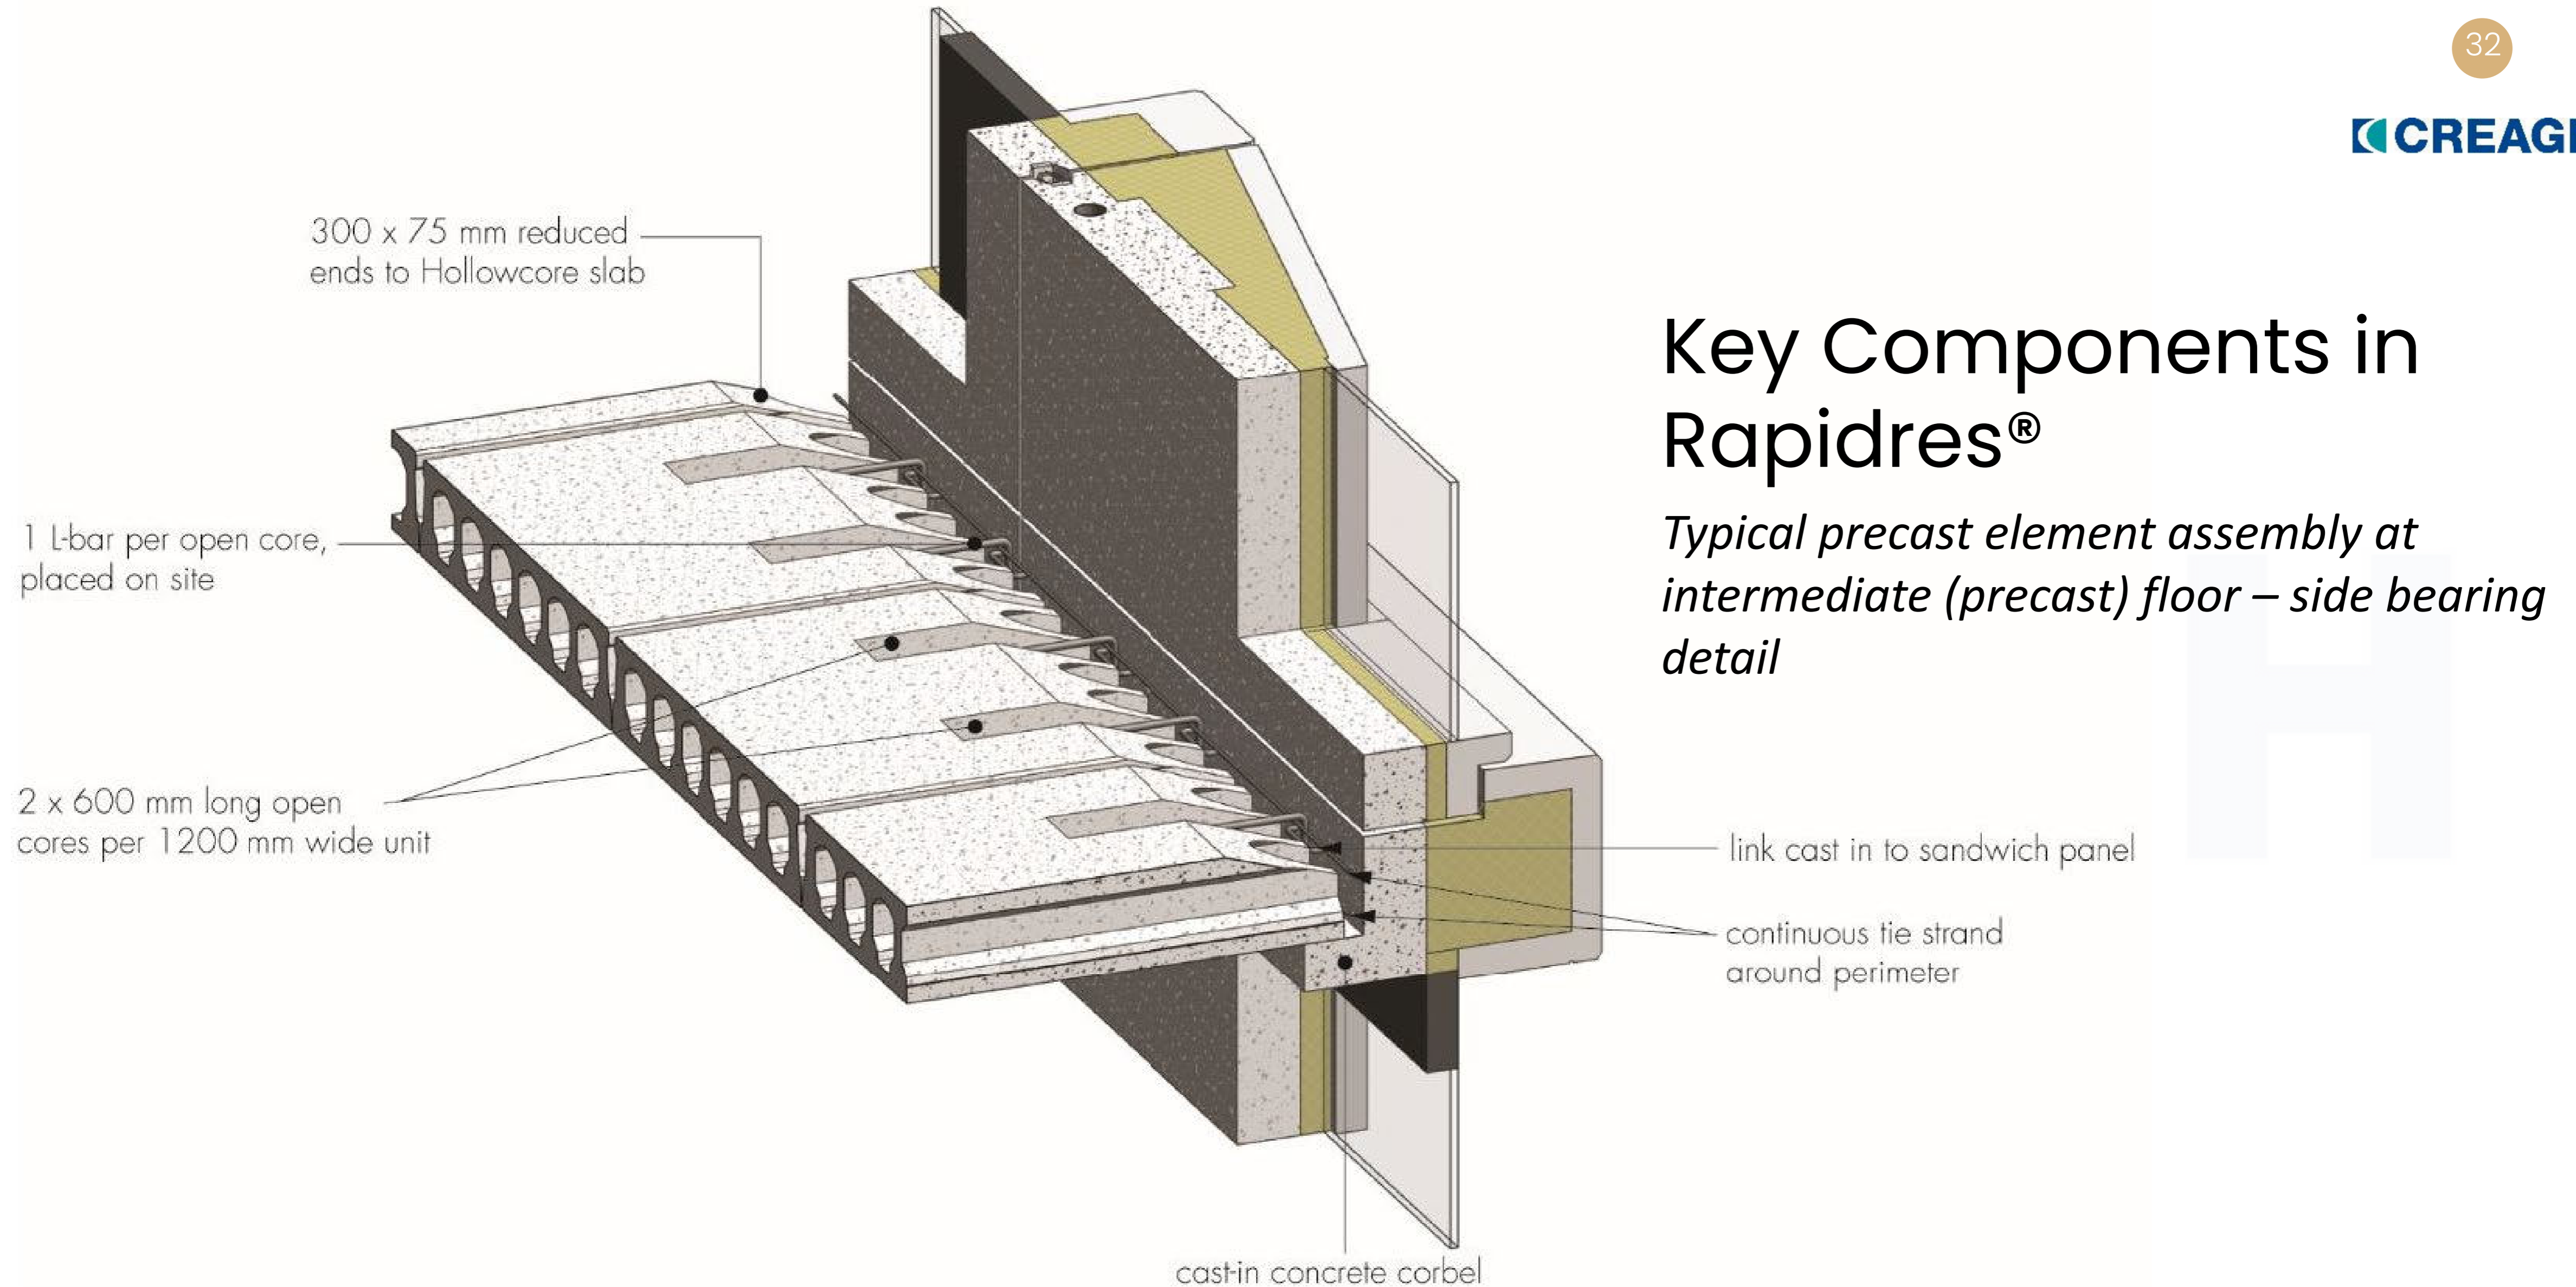 32
CREAGH
300 x 75 mm reduced
ends to Hollowcore slab
Key Components in
Rapidres®
Typical precast element assembly at
intermediate (precast) floor – side bearing
detail
1 L-bar per open core,
placed on site
2 x 600 mm long open
cores per 1200 mm wide unit
link cast in to sandwich panel
continuous tie strand
around perimeter
cast-in concrete corbel